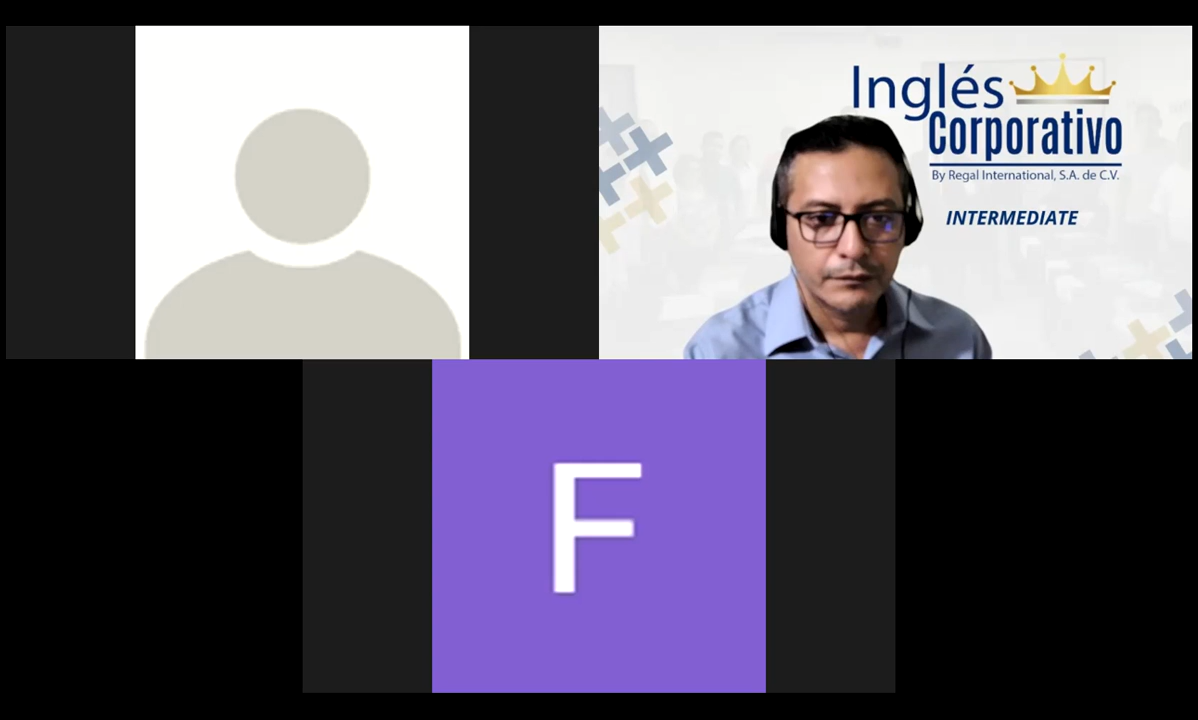 Inglés
Corporativo
By Regal International, S.A. de C.V.
INTERMEDIATE
F